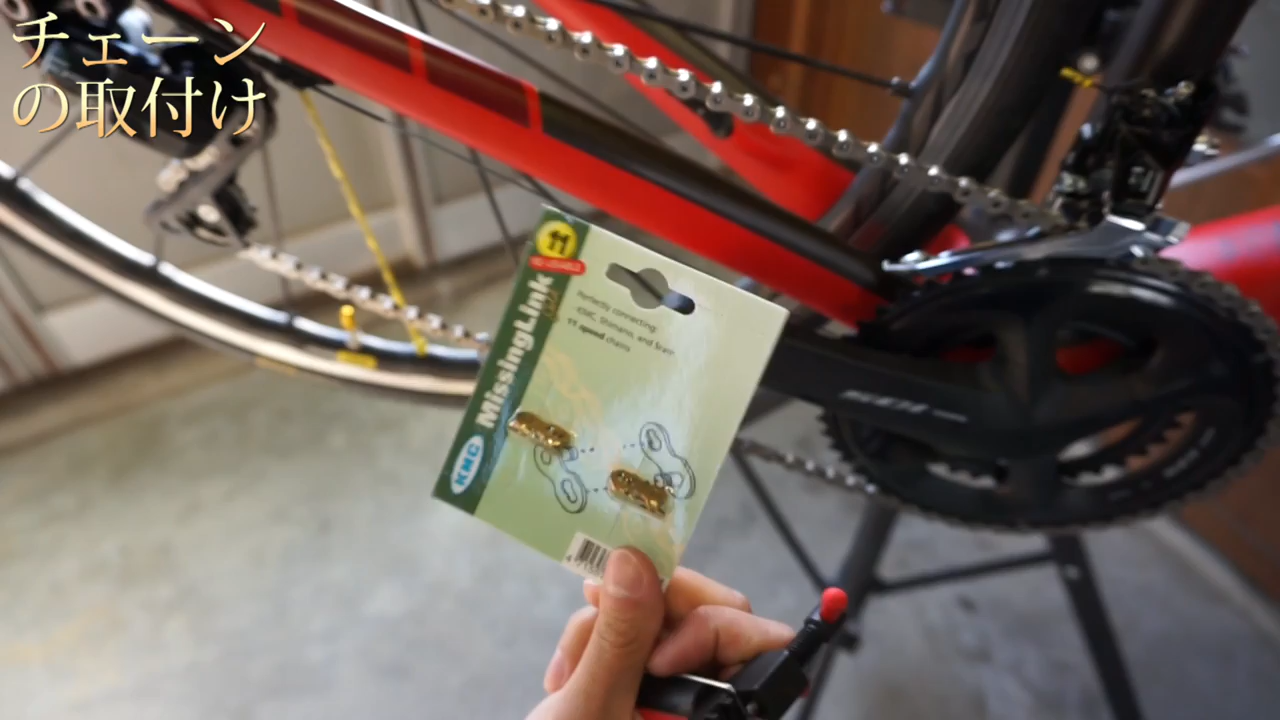 チェーン
の取付け
11
MissingLink
KMC
Perfectly connecting:
KMC, Shimano, and Sram
11 speed chains